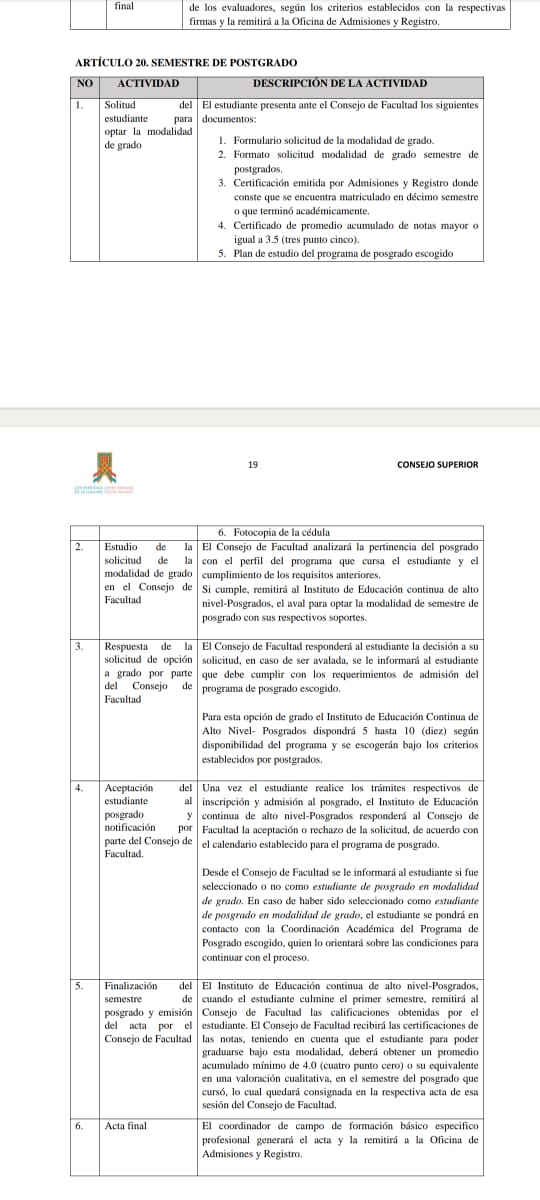 final
de los evaluadores, según los criterios establecidos con la respectivas
firmas y la remitirá a la Oficina de Admisiones y Registro.
ARTÍCULO 20. SEMESTRE DE POSTGRADO
NO ACTIVIDAD DESCRIPCIÓN DE LA ACTIVIDAD
1. Solitud del
estudiante para
optar la modalidad
de grado
El estudiante presenta ante el Consejo de Facultad los siguientes
documentos:
1. Formulario solicitud de la modalidad de grado.
2. Formato solicitud modalidad de grado semestre de
postgrados.
3. Certificación emitida por Admisiones y Registro donde
conste que se encuentra matriculado en décimo semestre
o que terminó académicamente.
4. Certificado de promedio acumulado de notas mayor o
igual a 3.5 (tres punto cinco).
5. Plan de estudio del programa de posgrado escogido
19
CONSEJO SUPERIOR
6. Fotocopia de la cédula
2. Estudio de la
solicitud de la
modalidad de grado
en el Consejo de
Facultad
El Consejo de Facultad analizará la pertinencia del posgrado
con el perfil del programa que cursa el estudiante y el
cumplimiento de los requisitos anteriores.
Si cumple, remitirá al Instituto de Educación continua de alto
nivel-Posgrados, el aval para optar la modalidad de semestre de
posgrado con sus respectivos soportes.
3. Respuesta de la
solicitud de opción
a grado por parte
del Consejo de
Facultad
El Consejo de Facultad responderá al estudiante la decisión a su
solicitud, en caso de ser avalada, se le informará al estudiante
que debe cumplir con los requerimientos de admisión del
programa de posgrado escogido.
Para esta opción de grado el Instituto de Educación Continua de
Alto Nivel- Posgrados dispondrá 5 hasta 10 (diez) según
disponibilidad del programa y se escogerán bajo los criterios
establecidos por postgrados.
4. Aceptación del
estudiante al
posgrado y
notificación por
parte del Consejo de
Facultad.
Una vez el estudiante realice los trámites respectivos de
inscripción y admisión al posgrado, el Instituto de Educación
continua de alto nivel-Posgrados responderá al Consejo de
Facultad la aceptación o rechazo de la solicitud, de acuerdo con
el calendario establecido para el programa de posgrado.
Desde el Consejo de Facultad se le informará al estudiante si fue
seleccionado o no como estudiante de posgrado en modalidad
de grado. En caso de haber sido seleccionado como estudiante
de posgrado en modalidad de grado, el estudiante se pondrá en
contacto con la Coordinación Académica del Programa de
Posgrado escogido, quien lo orientará sobre las condiciones para
continuar con el proceso.
5. Finalización del
semestre de
posgrado y emisión
del acta por el
Consejo de Facultad
El Instituto de Educación continua de alto nivel-Posgrados,
cuando el estudiante culmine el primer semestre, remitirá al
Consejo de Facultad las calificaciones obtenidas por el
estudiante. El Consejo de Facultad recibirá las certificaciones de
las notas, teniendo en cuenta que el estudiante para poder
graduarse bajo esta modalidad, deberá obtener un promedio
acumulado mínimo de 4.0 (cuatro punto cero) o su equivalente
en una valoración cualitativa, en el semestre del posgrado que
cursó, lo cual quedará consignada en la respectiva acta de esa
sesión del Consejo de Facultad.
6. Acta final
El coordinador de campo de formación básico especifico
profesional generará el acta y la remitirá a la Oficina de
Admisiones y Registro.